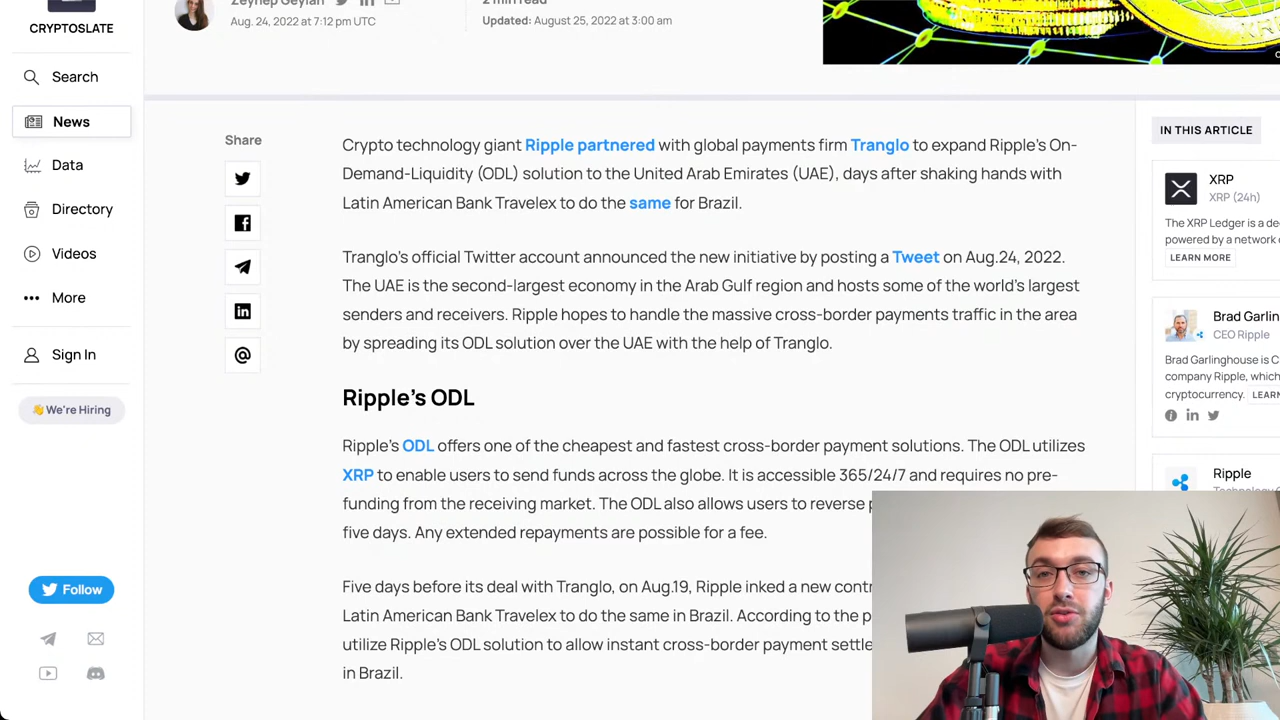 CRYPTOSLATE
Search
News
Data
Directory
Videos
More
Sign In
👋We're Hiring
Follow
Zeynep Geylan
Aug. 24, 2022 at 7:12 pm UTC
2 min read
Updated: August 25, 2022 at 3:00 am
Share
Crypto technology giant Ripple partnered with global payments firm Tranglo to expand Ripple's On-
Demand-Liquidity (ODL) solution to the United Arab Emirates (UAE), days after shaking hands with
Latin American Bank Travelex to do the same for Brazil.
Tranglo's official Twitter account announced the new initiative by posting a Tweet on Aug.24, 2022.
The UAE is the second-largest economy in the Arab Gulf region and hosts some of the world's largest
senders and receivers. Ripple hopes to handle the massive cross-border payments traffic in the area
by spreading its ODL solution over the UAE with the help of Tranglo.
Ripple's ODL
Ripple's ODL offers one of the cheapest and fastest cross-border payment solutions. The ODL utilizes
XRP to enable users to send funds across the globe. It is accessible 365/24/7 and requires no pre-
funding from the receiving market. The ODL also allows users to reverse
five days. Any extended repayments are possible for a fee.
Five days before its deal with Tranglo, on Aug.19, Ripple inked a new
Latin American Bank Travelex to do the same in Brazil. According to the
utilize Ripple's ODL solution to allow instant cross-border payment
in Brazil.
IN THIS ARTICLE
XRP
XRP (24h)
The XRP Ledger is a
powered by a network
LEARN MORE
Brad
CEO Ripple
Brad Garlinghouse is
company Ripple, which
cryptocurrency.
Ripple